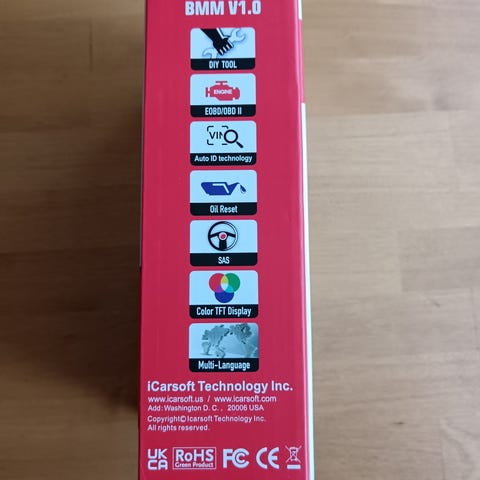 BMM V1.0
DIY TOOL
ENGINE
EOBD/OBD II
VIN
Auto ID technology
Oil Reset
SAS
Color TFT Display
Multi-Language
iCarsoft Technology Inc.
www.icarsoft.us / www.icarsoft.com
Add: Washington D. C. , 20006 USA
Copyright© Icarsoft Technology Inc.
All rights reserved.
UK
CA
RoHS
Green Product
FC
CE